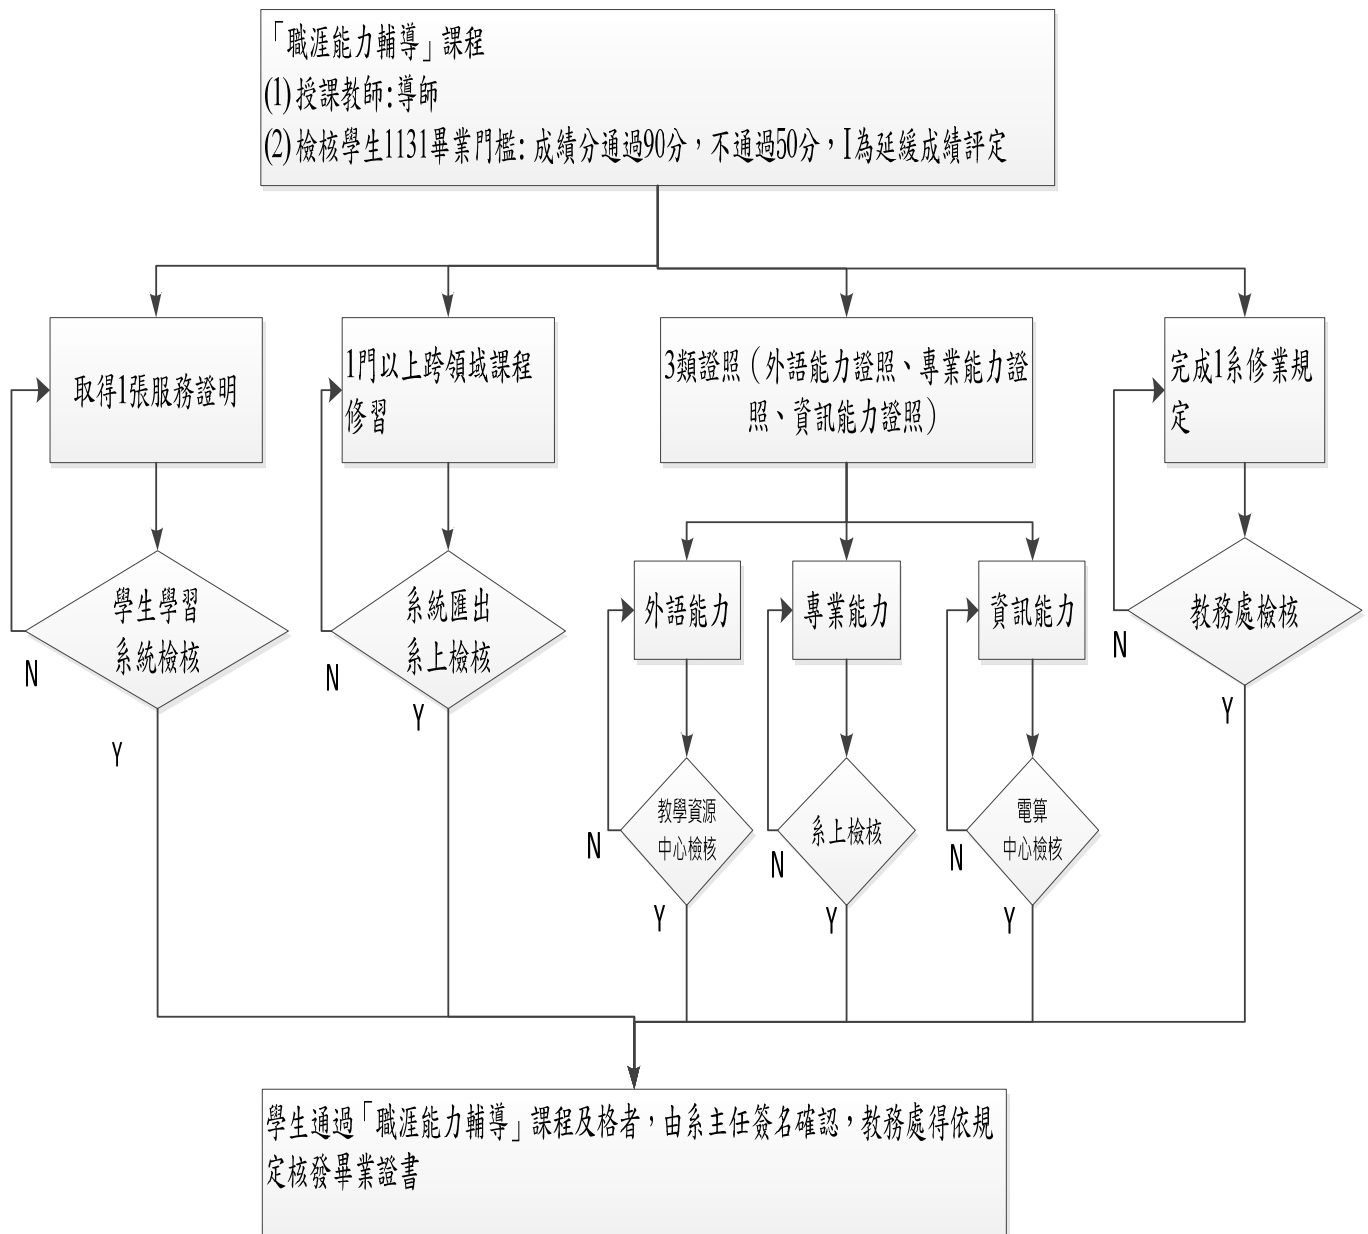 「職涯能力輔導」課程
(1)授課教師:導師
(2)檢核學生1131畢業門檻: 成績分通過90分，不通過50分，I為延緩成績評定
取得1張服務證明
1門以上跨領域課程
修習
3類證照（外語能力證照、專業能力證
照、資訊能力證照）
完成1系修業規
定
學生學習
系統檢核
N
Y
系統匯出
系上檢核
N
Y
外語能力
專業能力
資訊能力
教務處檢核
N
Y
教學資源
中心檢核
N
Y
系上檢核
N
Y
電算
中心檢核
N
Y
學生通過「職涯能力輔導」課程及格者，由系主任簽名確認，教務處得依規
定核發畢業證書